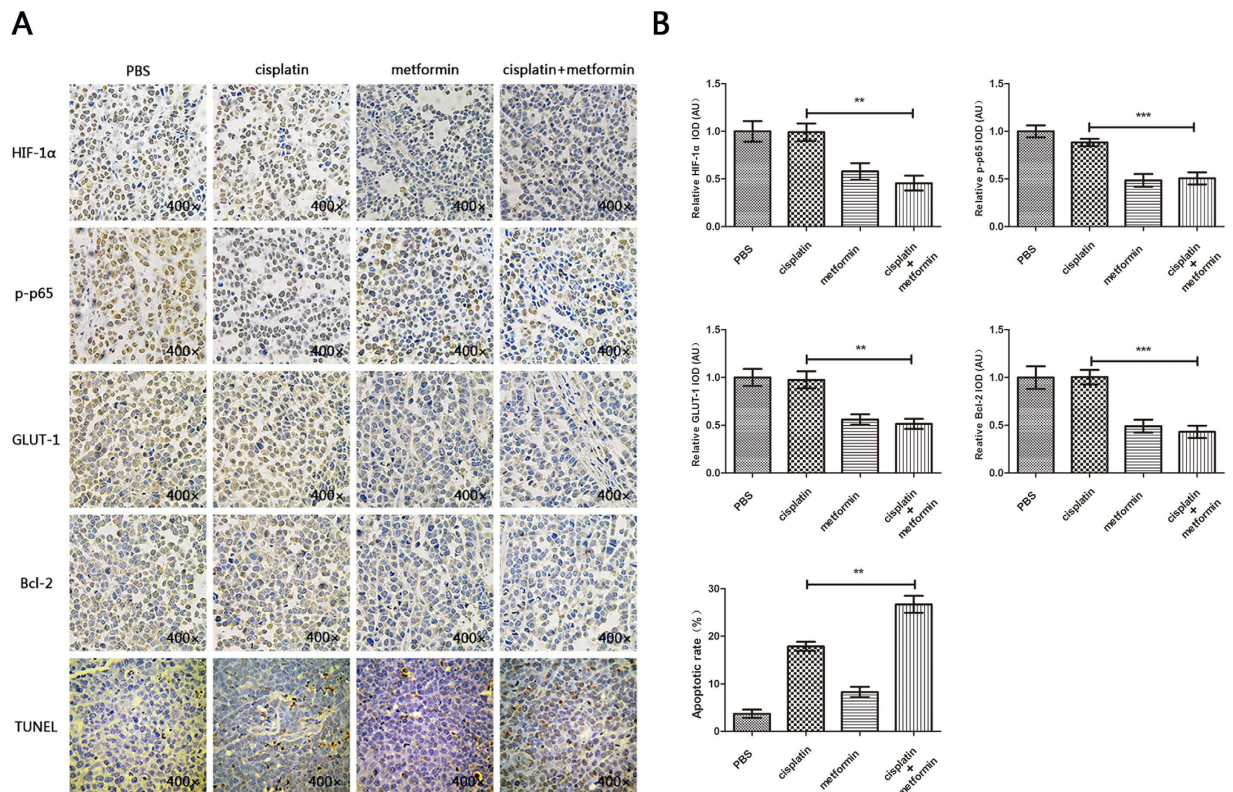 A
PBS cisplatin metformin cisplatin+metformin
HIF-1α 400× 400× 400× 400×
p-p65 400× 400× 400× 400×
GLUT-1 400× 400× 400× 400×
Bcl-2 400× 400× 400× 400×
TUNEL 400× 400× 400× 400×
B
Relative HIF-1α IOD (AU)
1.5
1.0
0.5
0.0
**
PBS
cisplatin
metformin
cisplatin
+
metformin
Relative p-p65 IOD (AU)
1.5
1.0
0.5
0.0
***
PBS
cisplatin
metformin
cisplatin
+
metformin
Relative GLUT-1 IOD (AU)
1.5
1.0
0.5
0.0
**
PBS
cisplatin
metformin
cisplatin
+
metformin
Relative Bcl-2 IOD (AU)
1.5
1.0
0.5
0.0
***
PBS
cisplatin
metformin
cisplatin
+
metformin
Apoptotic rate (%)
30
20
10
0
**
PBS
cisplatin
metformin
cisplatin
+
metformin